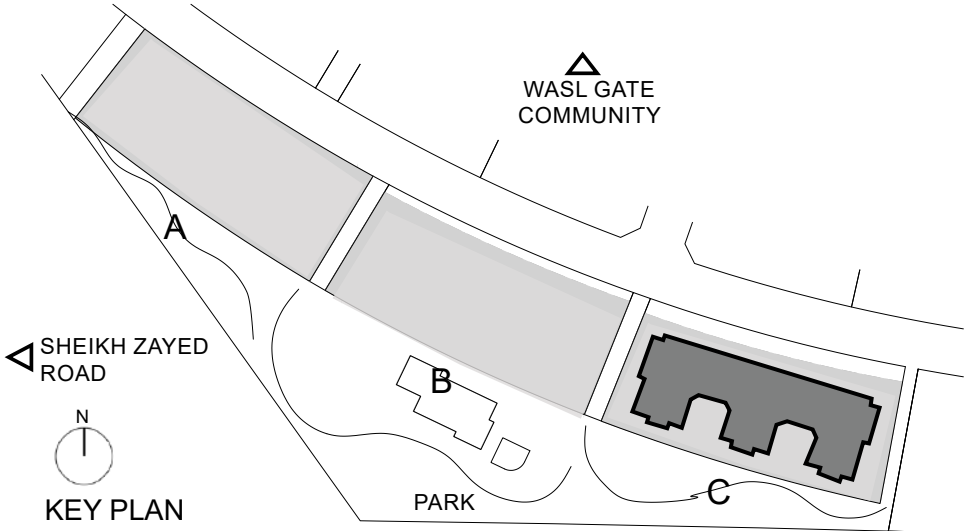 WASL GATE
COMMUNITY
A
SHEIKH ZAYED
ROAD
B
N
KEY PLAN
PARK
C